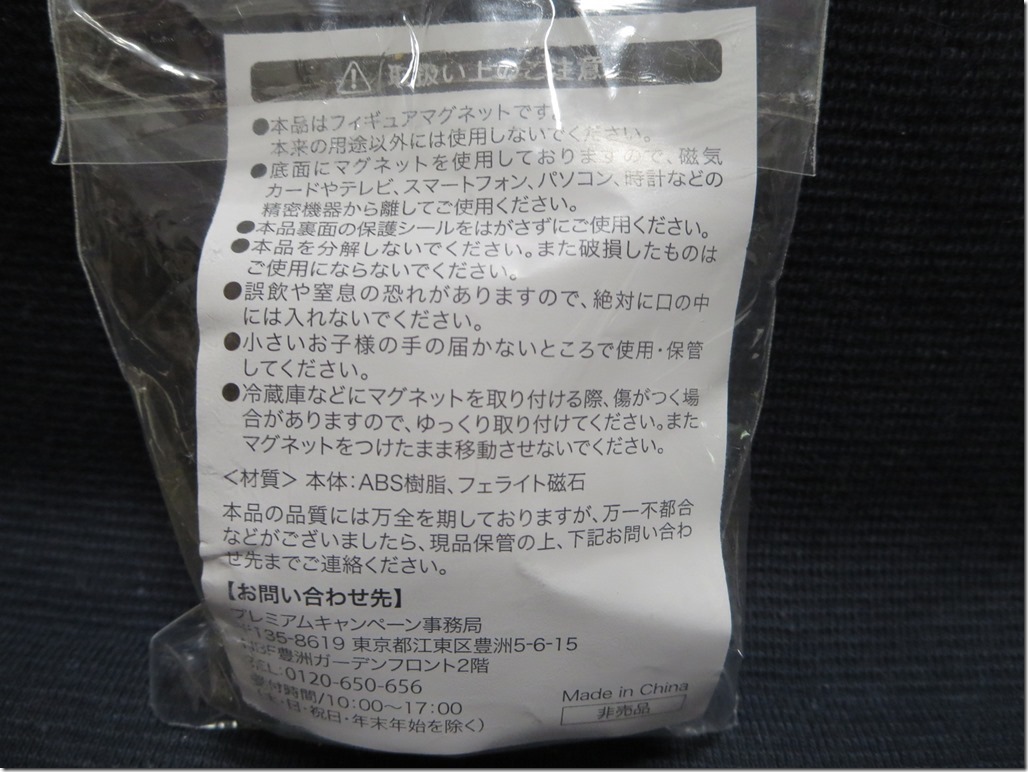 取扱い上のご注意
●本品はフィギュアマグネットです。
本来の用途以外には使用しないでください。
●底面にマグネットを使用しておりますので、磁気
カードやテレビ、スマートフォン、パソコン、時計などの
精密機器から離してご使用ください。
●本品裏面の保護シールをはがさずにご使用ください。
●本品を分解しないでください。また破損したものは
ご使用にならないでください。
●誤飲や窒息の恐れがありますので、絶対に口の中
には入れないでください。
●小さいお子様の手の届かないところで使用・保管
してください。
●冷蔵庫などにマグネットを取り付ける際、傷がつく場
合がありますので、ゆっくり取り付けてください。また
マグネットをつけたまま移動させないでください。
＜材質＞本体：ABS樹脂、フェライト磁石
本品の品質には万全を期しておりますが、万一不都合
などがございましたら、現品保管の上、下記お問い合わ
せ先までご連絡ください。
【お問い合わせ先】
プレミアムキャンペーン事務局
〒135-8619 東京都江東区豊洲5-6-15
NBF豊洲ガーデンフロント2階
TEL:0120-650-656
受付時間/10:00～17:00
(土・日・祝日・年末年始を除く)
Made in China
非売品